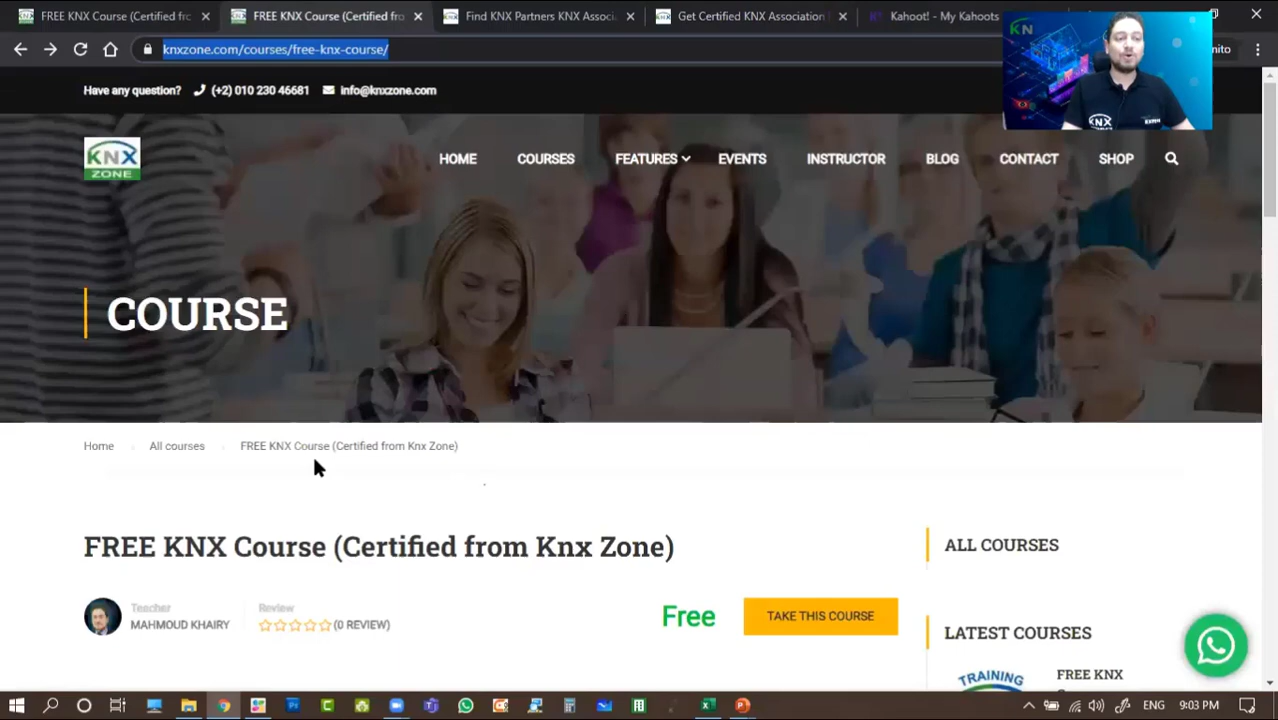 FREE KNX Course (Certified frc
FREE KNX Course (Certified fro
Find KNX Partners KNX Associ
Get Certified KNX Association
Kahoot! - My Kahoots
knxzone.com/courses/free-knx-course/
KN
Have any question?
(+2) 010 230 46681
info@knxzone.com
KNX
ZONE
HOME
COURSES
FEATURES
EVENTS
INSTRUCTOR
BLOG
CONTACT
SHOP
COURSE
Home
All courses
FREE KNX Course (Certified from Knx Zone)
FREE KNX Course (Certified from Knx Zone)
ALL COURSES
Teacher
MAHMOUD KHAIRY
Review
(0 REVIEW)
Free
TAKE THIS COURSE
LATEST COURSES
TRAINING
FREE KNX
ENG
9:03 PM